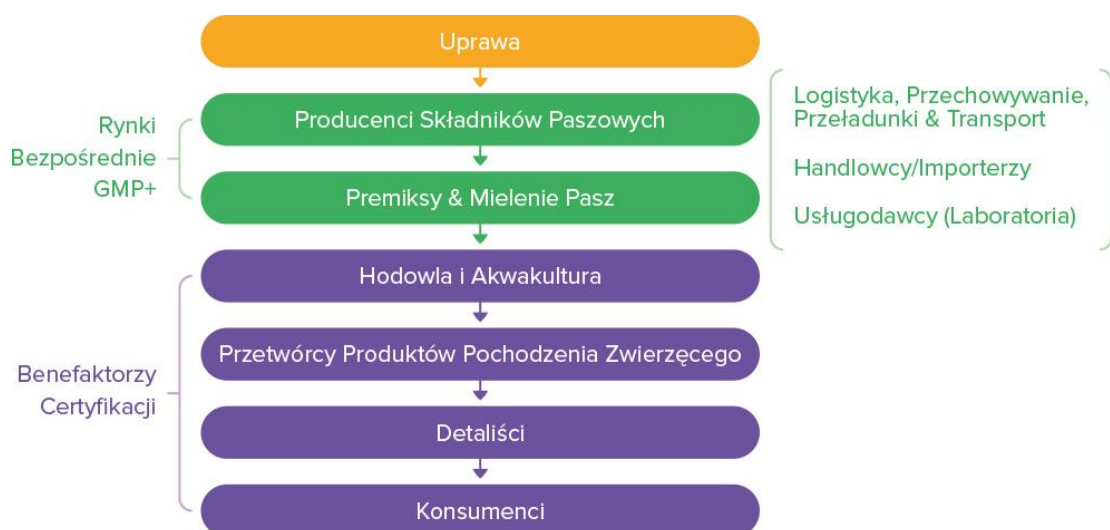 Uprawa
Producenci Składników Paszowych
Premiksy & Mielenie Pasz
Hodowla i Akwakultura
Przetwórcy Produktów Pochodzenia Zwierzęcego
Detaliści
Konsumenci
Rynki
Bezpośrednie
GMP+
Benefaktorzy
Certyfikacji
Logistyka, Przechowywanie,
Przeładunki & Transport
Handlowcy/Importerzy
Usługodawcy (Laboratoria)